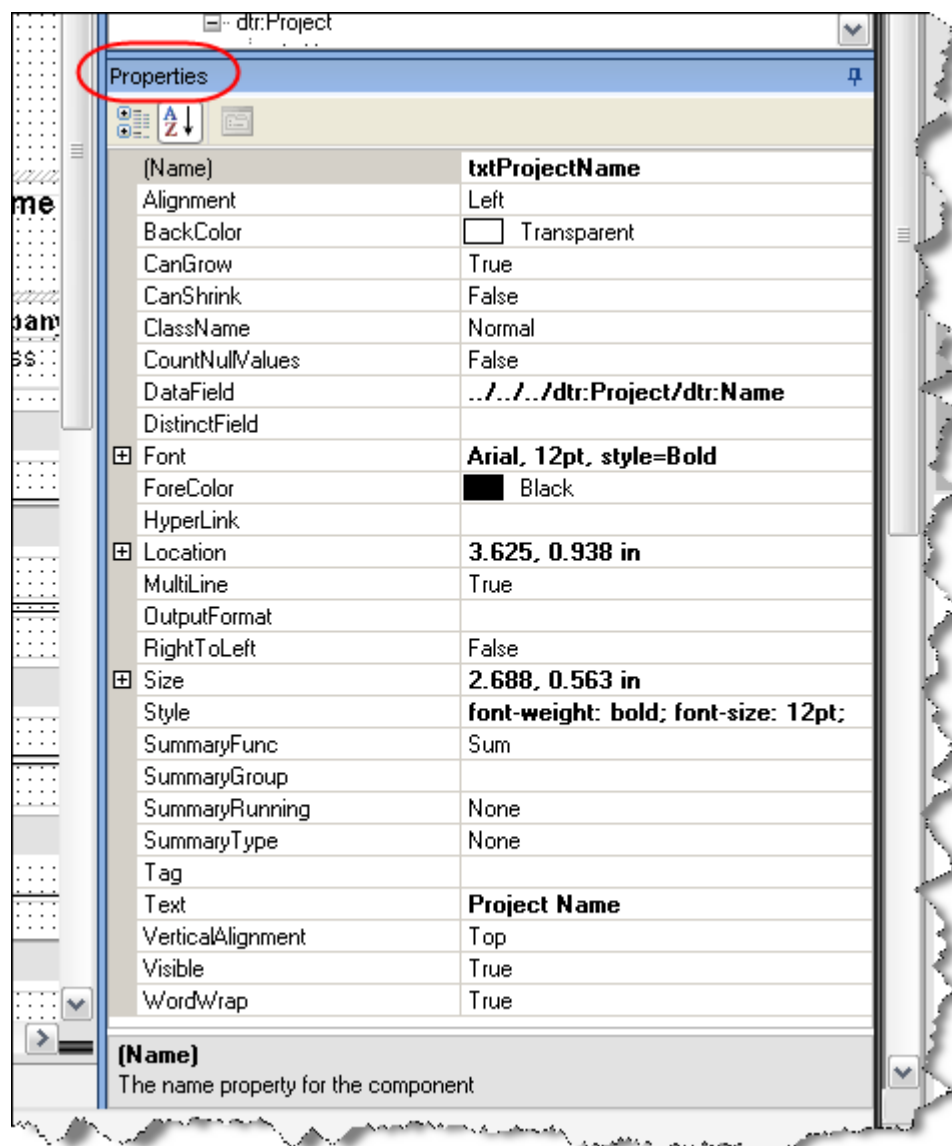 dtr:Project
Properties
(Name) txtProjectName
Alignment Left
BackColor Transparent
CanGrow True
CanShrink False
ClassName Normal
CountNullValues False
DataField ../../../dtr:Project/dtr:Name
DistinctField
Font Arial, 12pt, style=Bold
ForeColor Black
HyperLink
Location 3.625, 0.938 in
MultiLine True
OutputFormat
RightToLeft False
Size 2.688, 0.563 in
Style font-weight: bold; font-size: 12pt;
SummaryFunc Sum
SummaryGroup
SummaryRunning None
SummaryType None
Tag
Text Project Name
VerticalAlignment Top
Visible True
WordWrap True
(Name)
The name property for the component